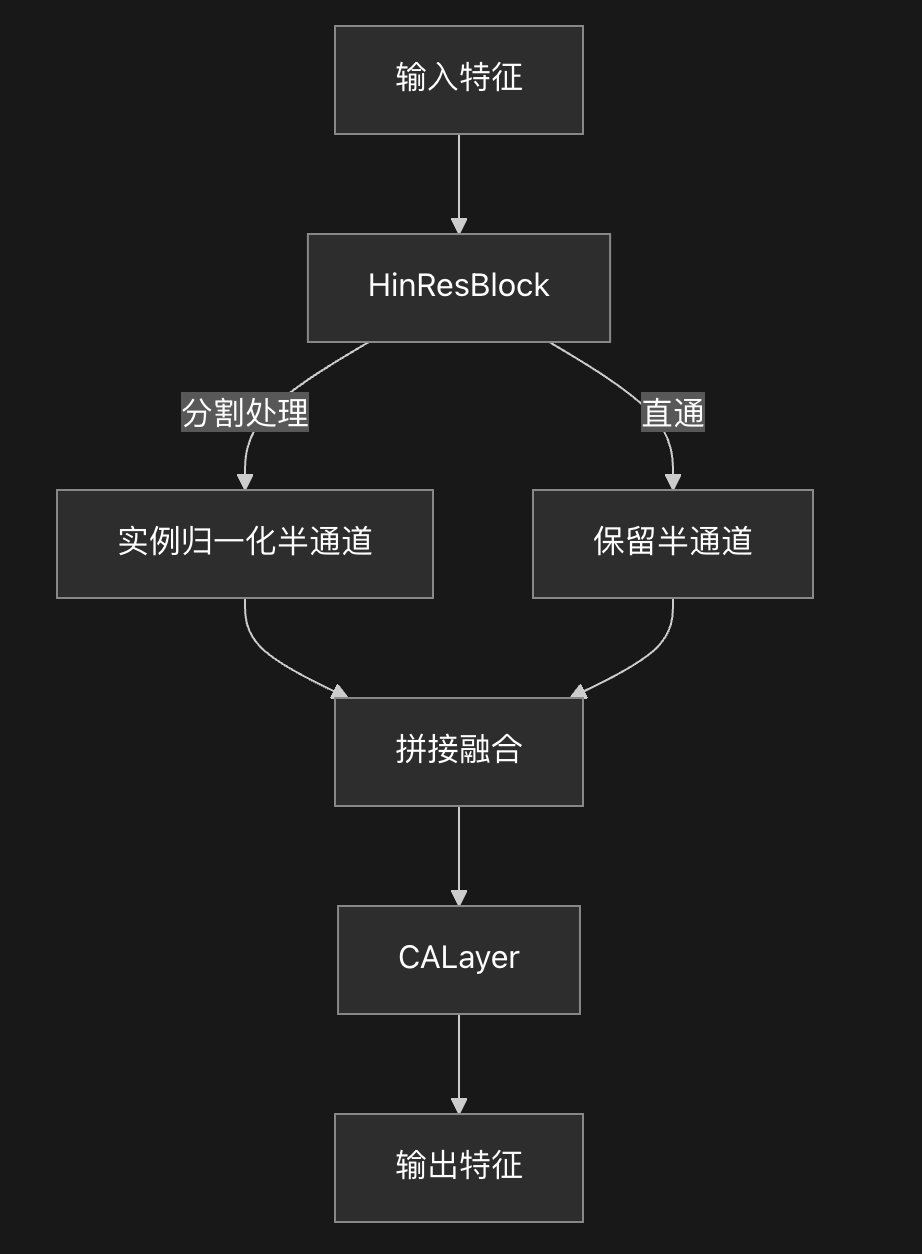 输入特征
HinResBlock
分割处理
直通
实例归一化半通道
保留半通道
拼接融合
CALayer
输出特征